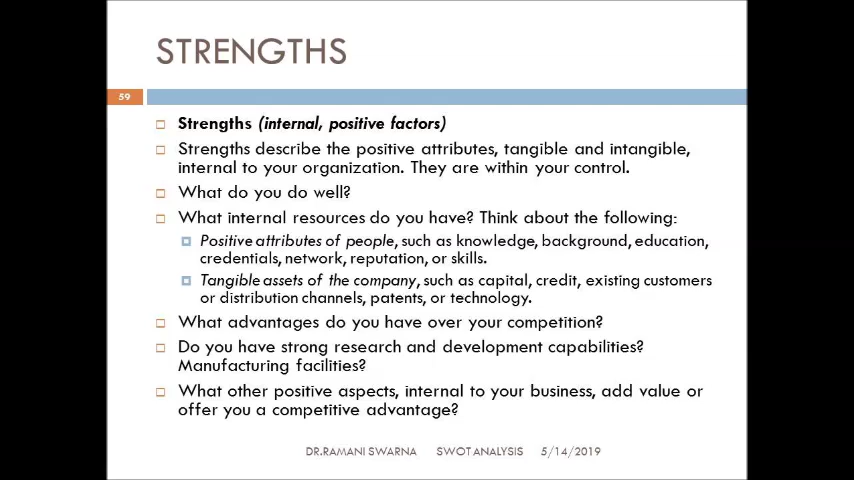 STRENGTHS
59
Strengths (internal, positive factors)
Strengths describe the positive attributes, tangible and intangible,
internal to your organization. They are within your control.
What do you do well?
What internal resources do you have? Think about the following:
Positive attributes of people, such as knowledge, background, education,
credentials, network, reputation, or skills.
Tangible assets of the company, such as capital, credit, existing customers
or distribution channels, patents, or technology.
What advantages do you have over your competition?
Do you have strong research and development capabilities?
Manufacturing facilities?
What other positive aspects, internal to your business, add value or
offer you a competitive advantage?
DR.RAMANI SWARNA SWOT ANALYSIS 5/14/2019